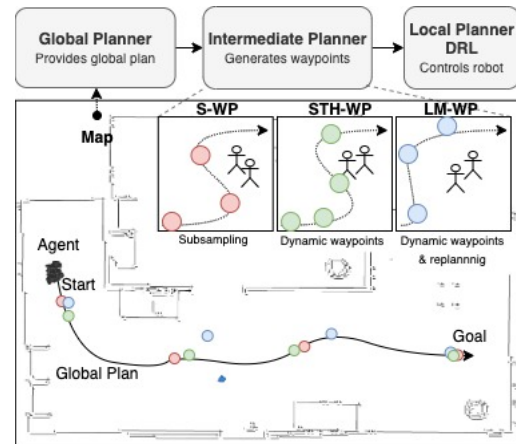 Global Planner
Provides global plan
Intermediate Planner
Generates waypoints
Local Planner
DRL
Controls robot
Map
S-WP
STH-WP
LM-WP
Subsampling
Dynamic waypoints
Dynamic waypoints
& replannnig
Agent
Start
Global Plan
Goal